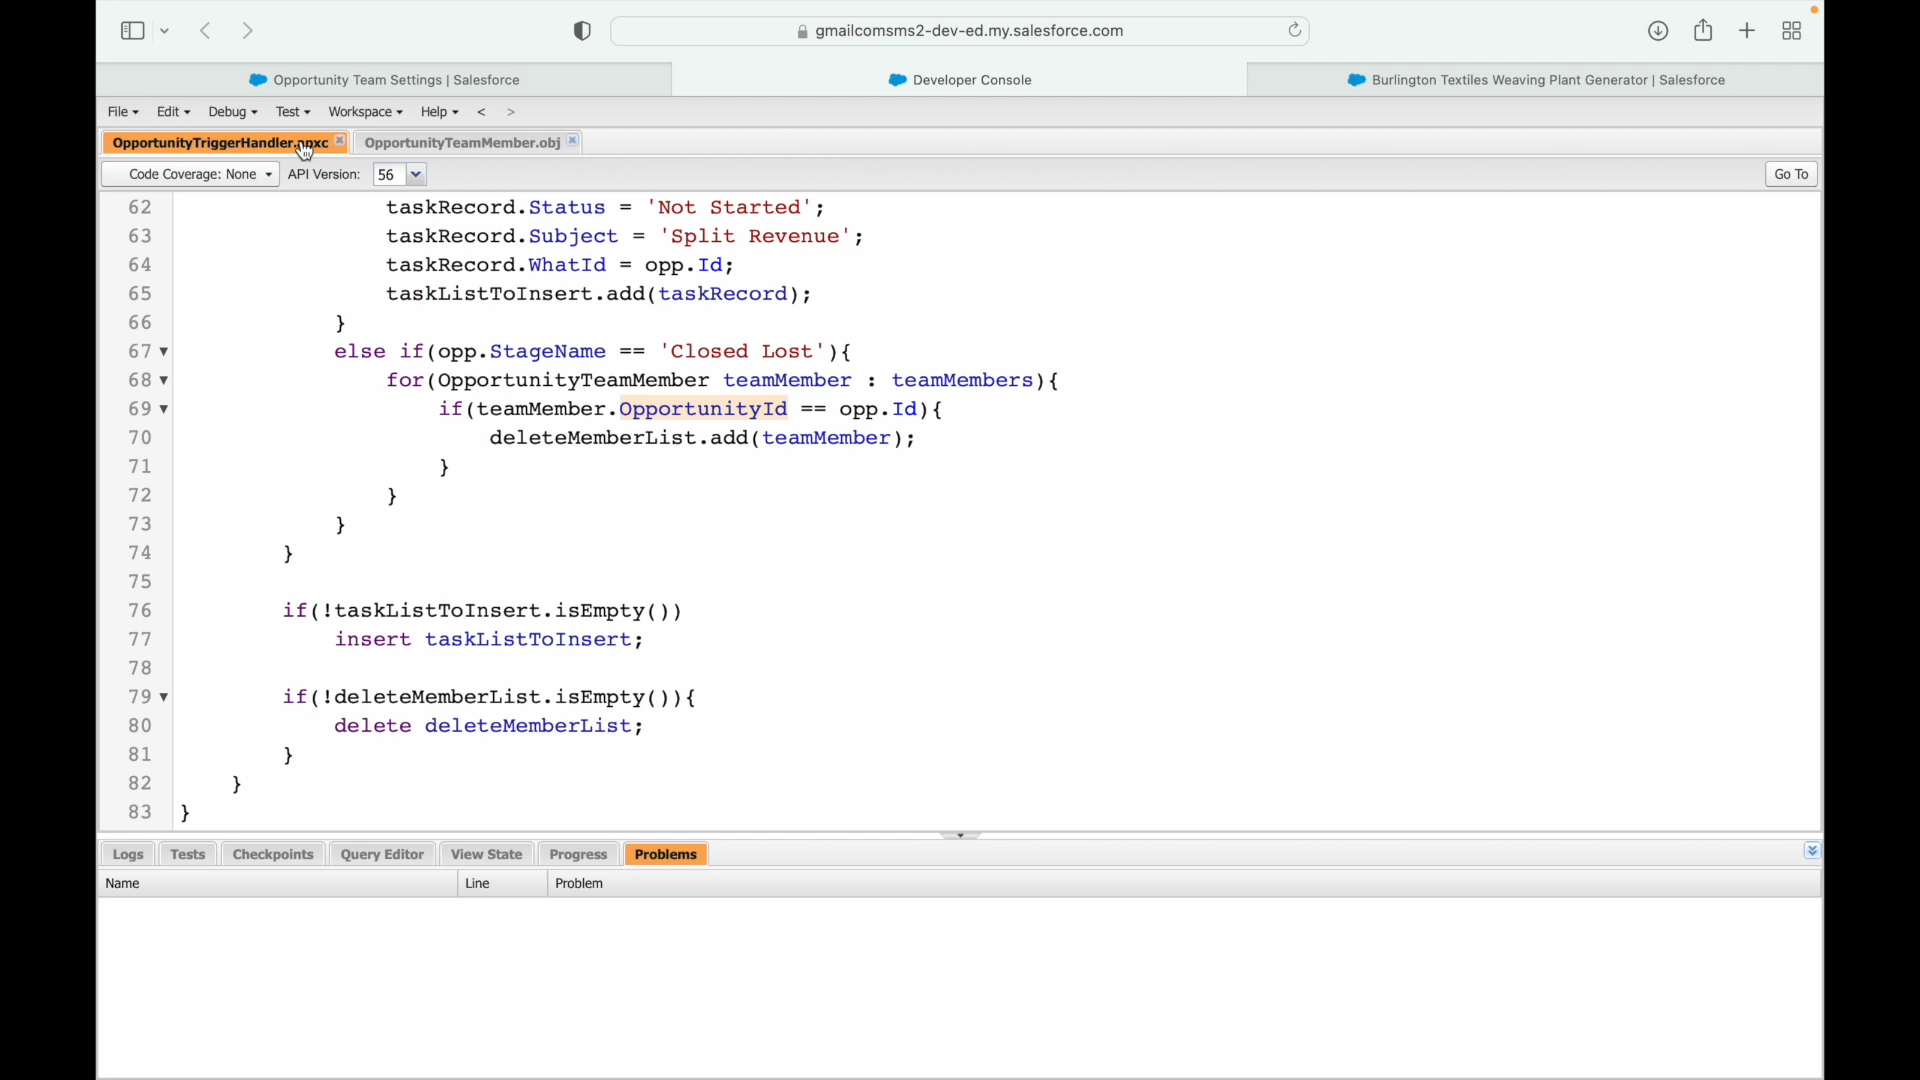 gmailcomsms2-dev-ed.my.salesforce.com
Opportunity Team Settings | Salesforce
Developer Console
Burlington Textiles Weaving Plant Generator | Salesforce
File Edit Debug Test Workspace Help < >
OpportunityTriggerHandler.apxc OpportunityTeamMember.obj
Code Coverage: None API Version: 56 Go To
62 taskRecord.Status = 'Not Started';
63 taskRecord.Subject = 'Split Revenue';
64 taskRecord.WhatId = opp.Id;
65 taskListToInsert.add(taskRecord);
66 }
67 else if(opp.StageName == 'Closed Lost'){
68 for(OpportunityTeamMember teamMember : teamMembers){
69 if(teamMember.OpportunityId == opp.Id){
70 deleteMemberList.add(teamMember);
71 }
72 }
73 }
74 }
75
76 if(!taskListToInsert.isEmpty())
77 insert taskListToInsert;
78
79 if(!deleteMemberList.isEmpty()){
80 delete deleteMemberList;
81 }
82 }
83 }
Logs Tests Checkpoints Query Editor View State Progress Problems
Name Line Problem